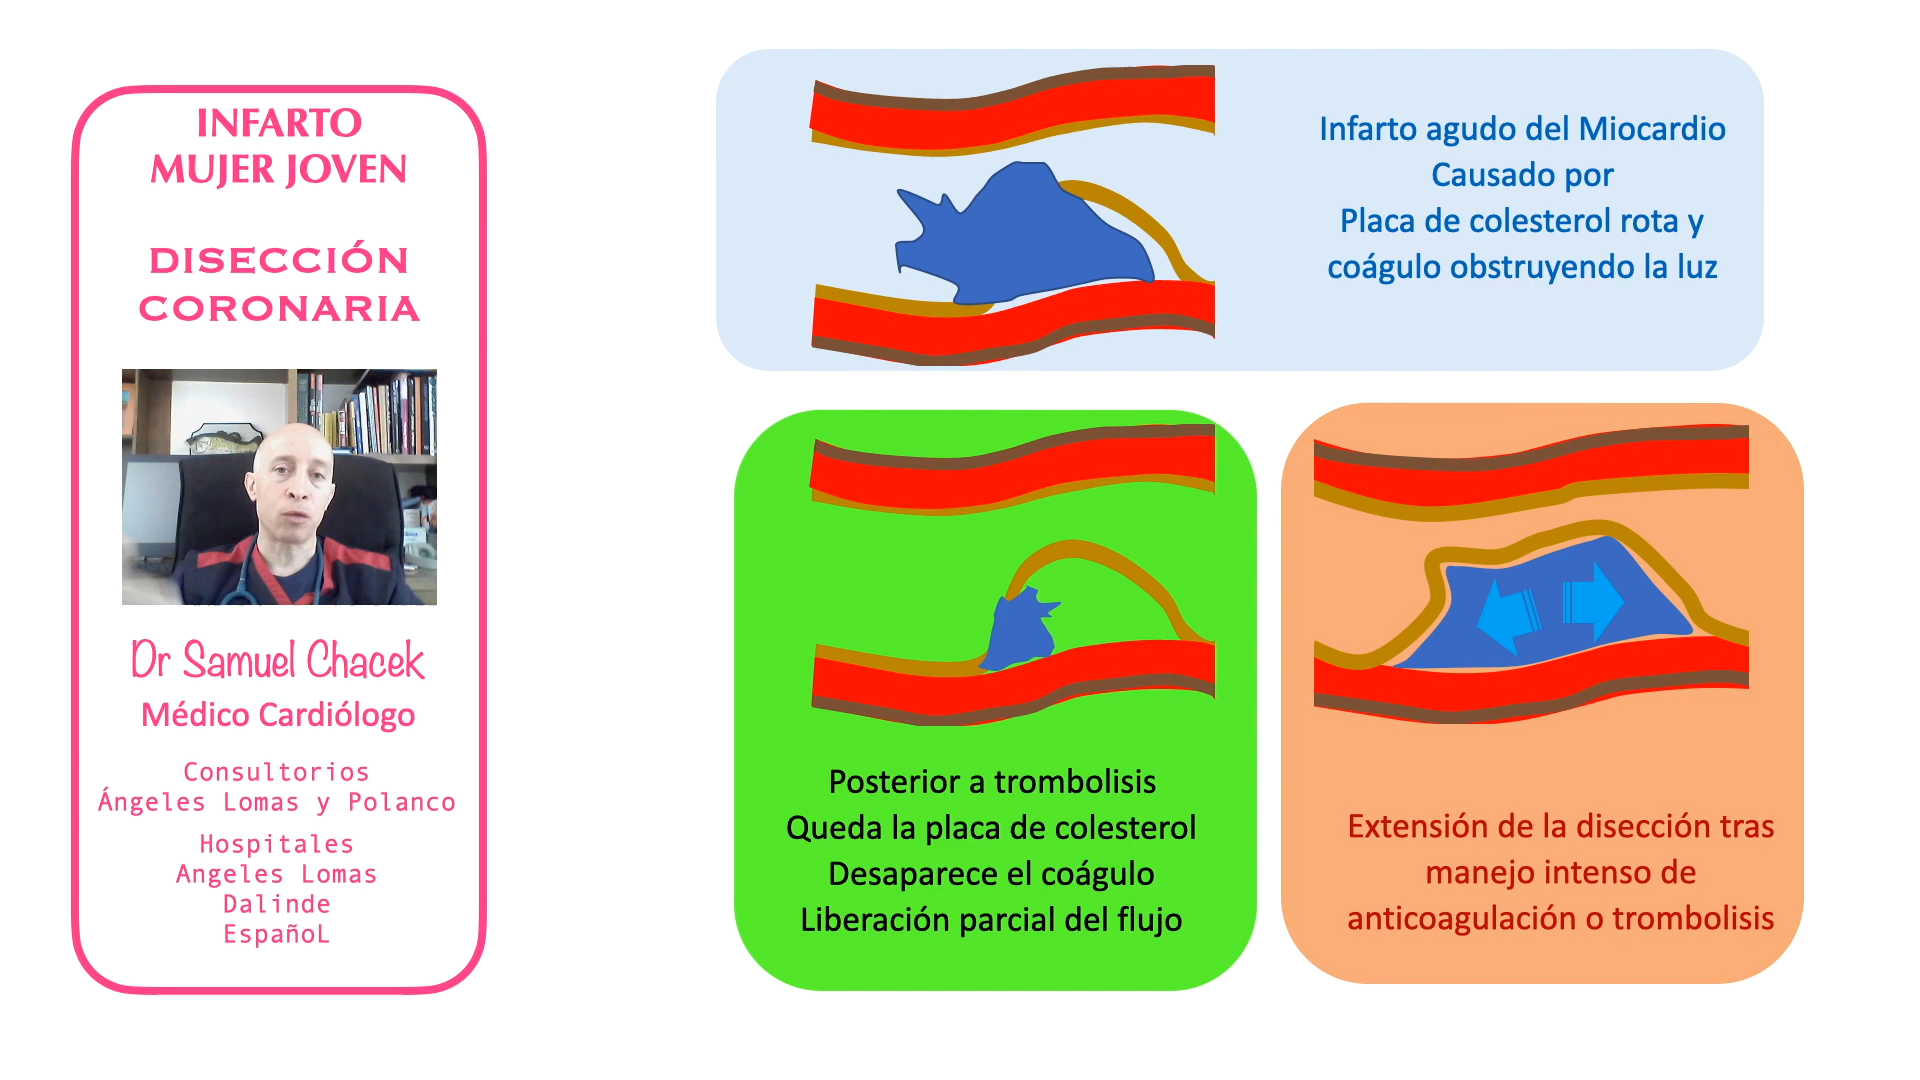 INFARTO
MUJER JOVEN
DISECCIÓN
CORONARIA
Dr Samuel Chacek
Médico Cardiólogo
Consultorios
Ángeles Lomas y Polanco
Hospitales
Angeles Lomas
Dalinde
EspañoL
Infarto agudo del Miocardio
Causado por
Placa de colesterol rota y
coágulo obstruyendo la luz
Posterior a trombolisis
Queda la placa de colesterol
Desaparece el coágulo
Liberación parcial del flujo
Extensión de la disección tras
manejo intenso de
anticoagulación o trombolisis